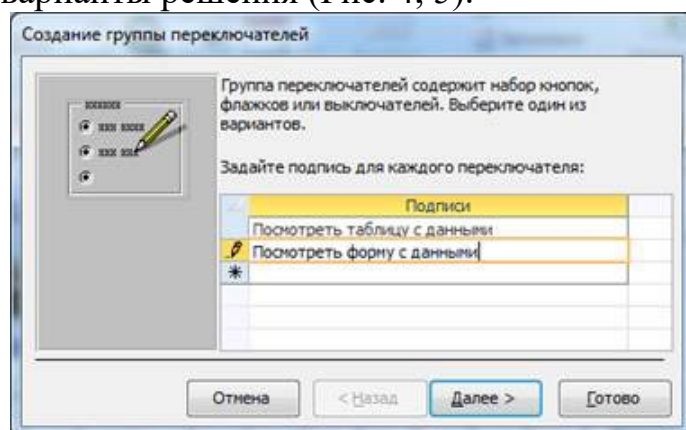 варианты решения (Рис. 4, 5).
Создание группы переключателей
Группа переключателей содержит набор кнопок,
флажков или выключателей. Выберите один из
вариантов.
Задайте подпись для каждого переключателя:
Подписи
Посмотреть таблицу с данными
Посмотреть форму с данными
Отмена
< Назад
Далее >
Готово